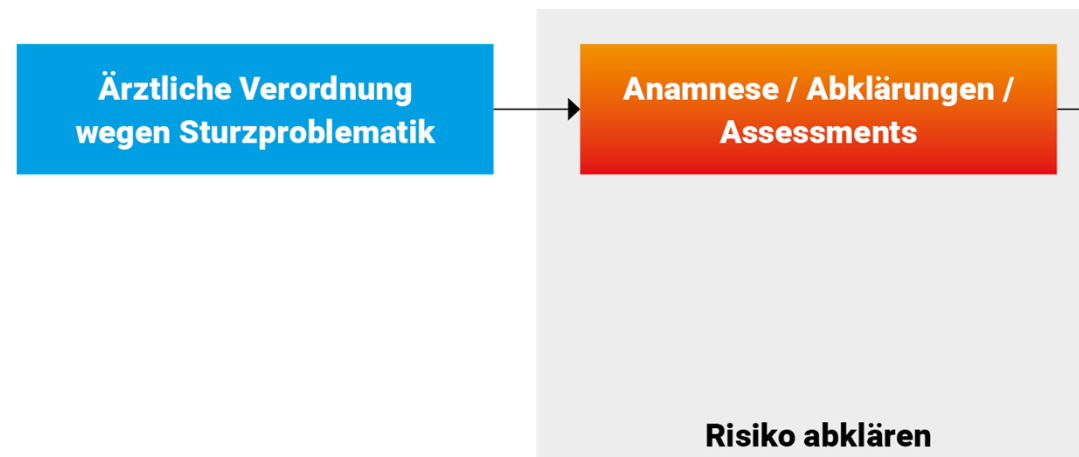 Ärztliche Verordnung
wegen Sturzproblematik
Anamnese / Abklärungen /
Assessments
Risiko abklären